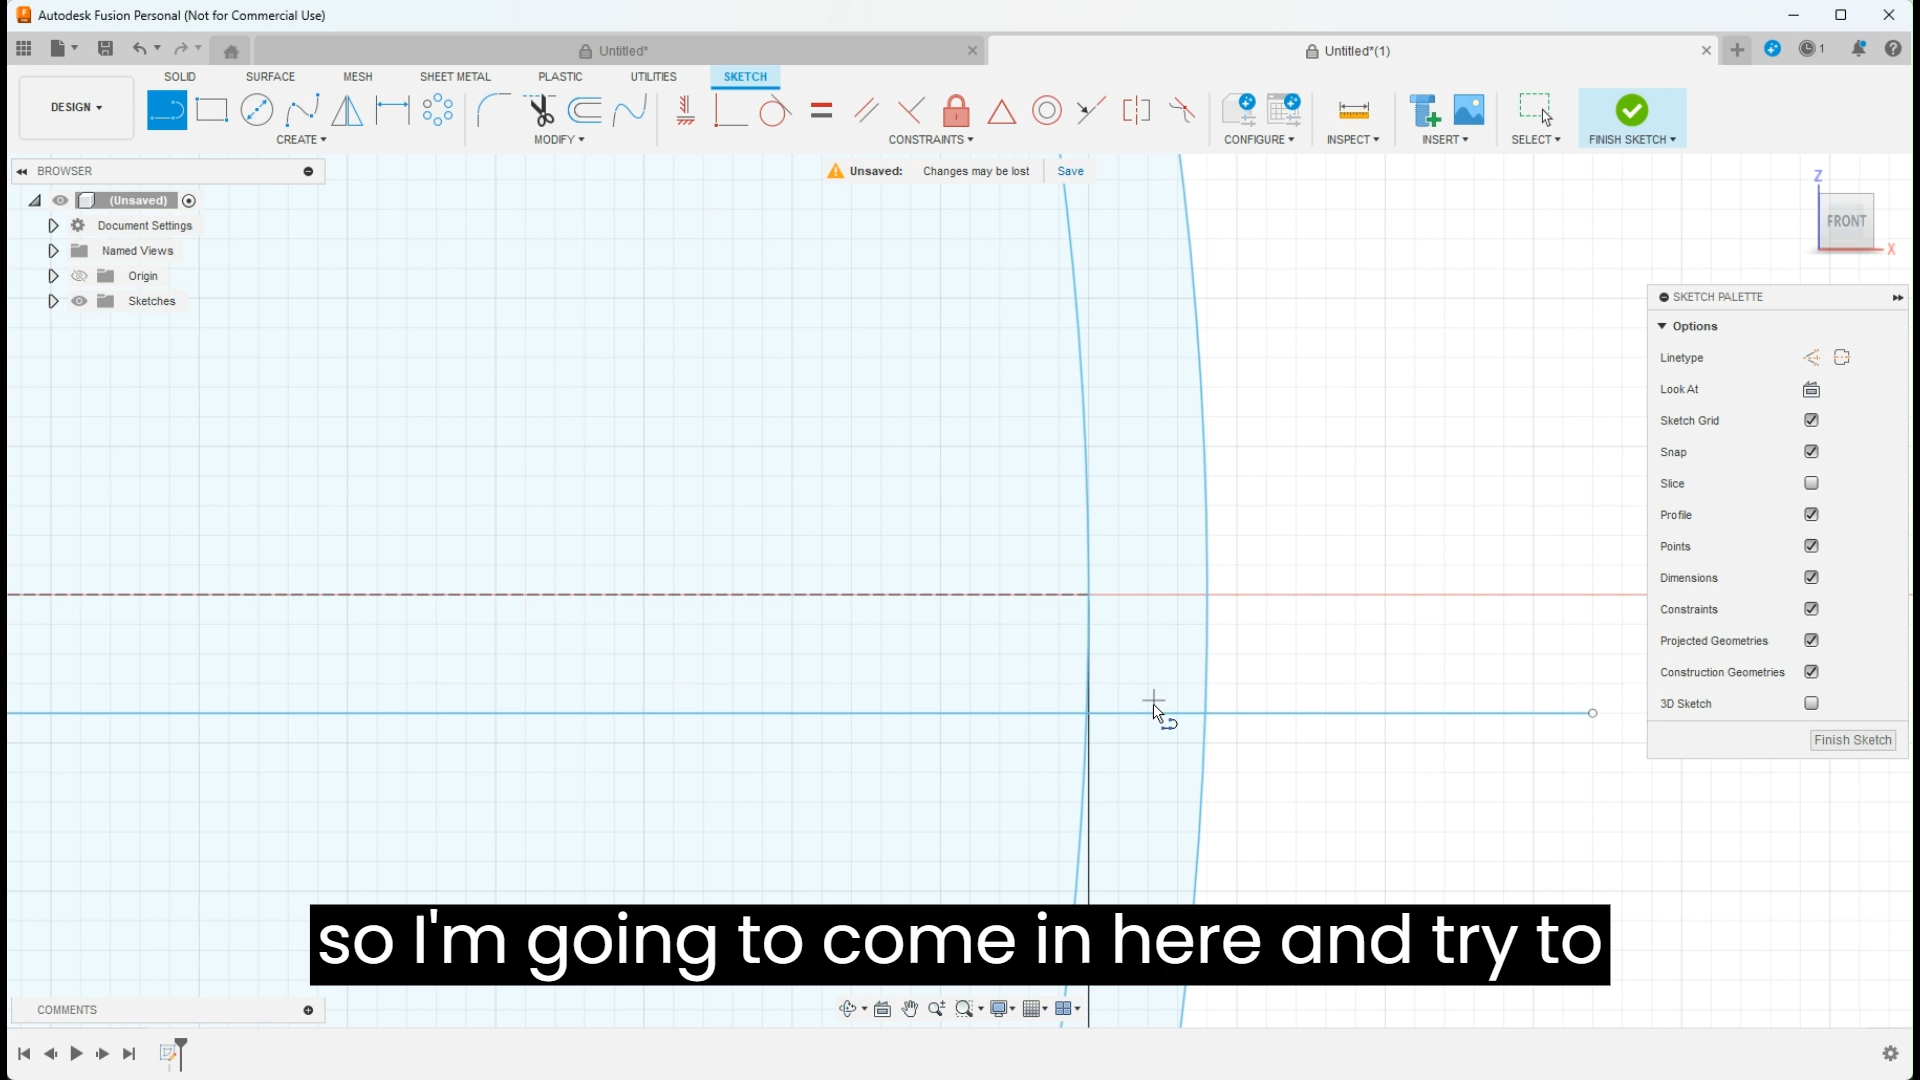 Autodesk Fusion Personal (Not for Commercial Use)
Untitled*
Untitled*(1)
1
SOLID
SURFACE
MESH
SHEET METAL
PLASTIC
UTILITIES
SKETCH
DESIGN
CREATE
MODIFY
CONSTRAINTS
CONFIGURE
INSPECT
INSERT
SELECT
FINISH SKETCH
BROWSER
Unsaved: Changes may be lost Save
(Unsaved)
Document Settings
Named Views
Origin
Sketches
Z
FRONT
X
SKETCH PALETTE
Options
Linetype
Look At
Sketch Grid
Snap
Slice
Profile
Points
Dimensions
Constraints
Projected Geometries
Construction Geometries
3D Sketch
Finish Sketch
so I'm going to come in here and try to
COMMENTS